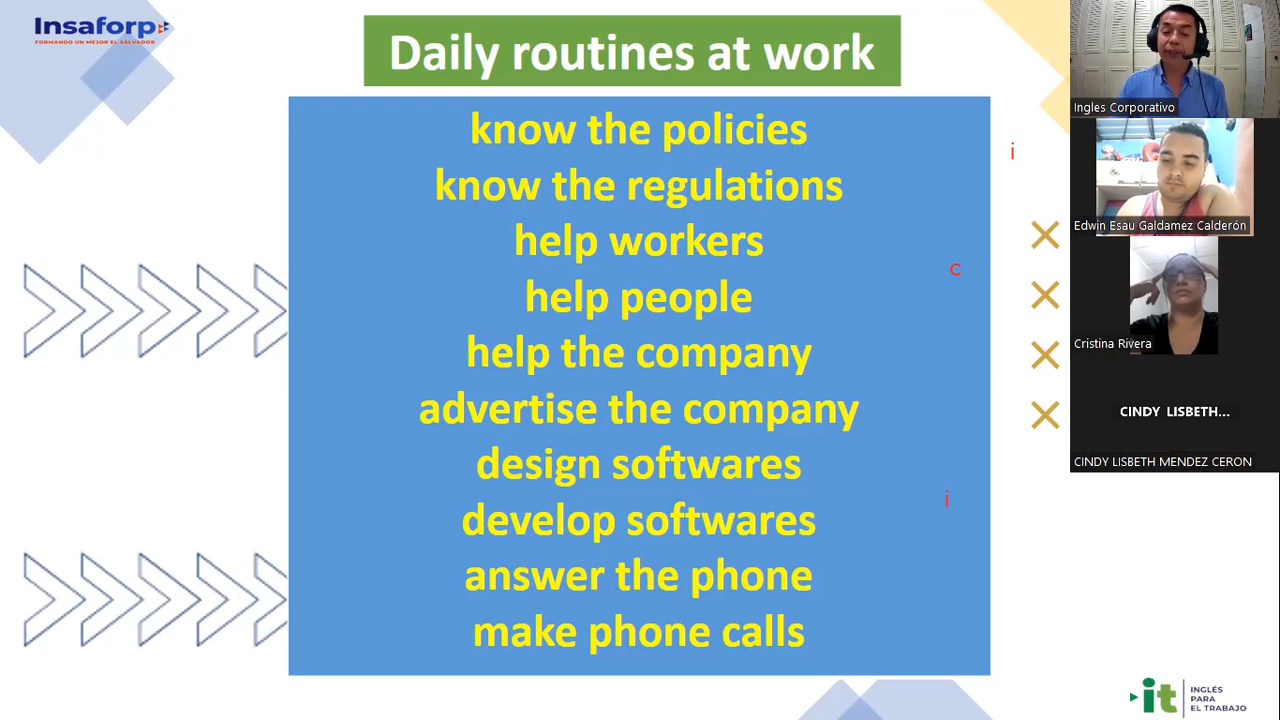 Insaforp
FORMANDO UN MEJOR EL SALVADOR
Daily routines at work
know the policies
know the regulations
help workers
help people
help the company
advertise the company
design softwares
develop softwares
answer the phone
make phone calls
i
c
i
Ingles Corporativo
Edwin Esau Galdamez Calderón
Cristina Rivera
CINDY LISBETH...
CINDY LISBETH MENDEZ CERON
it
INGLÉS
PARA
EL TRABAJO